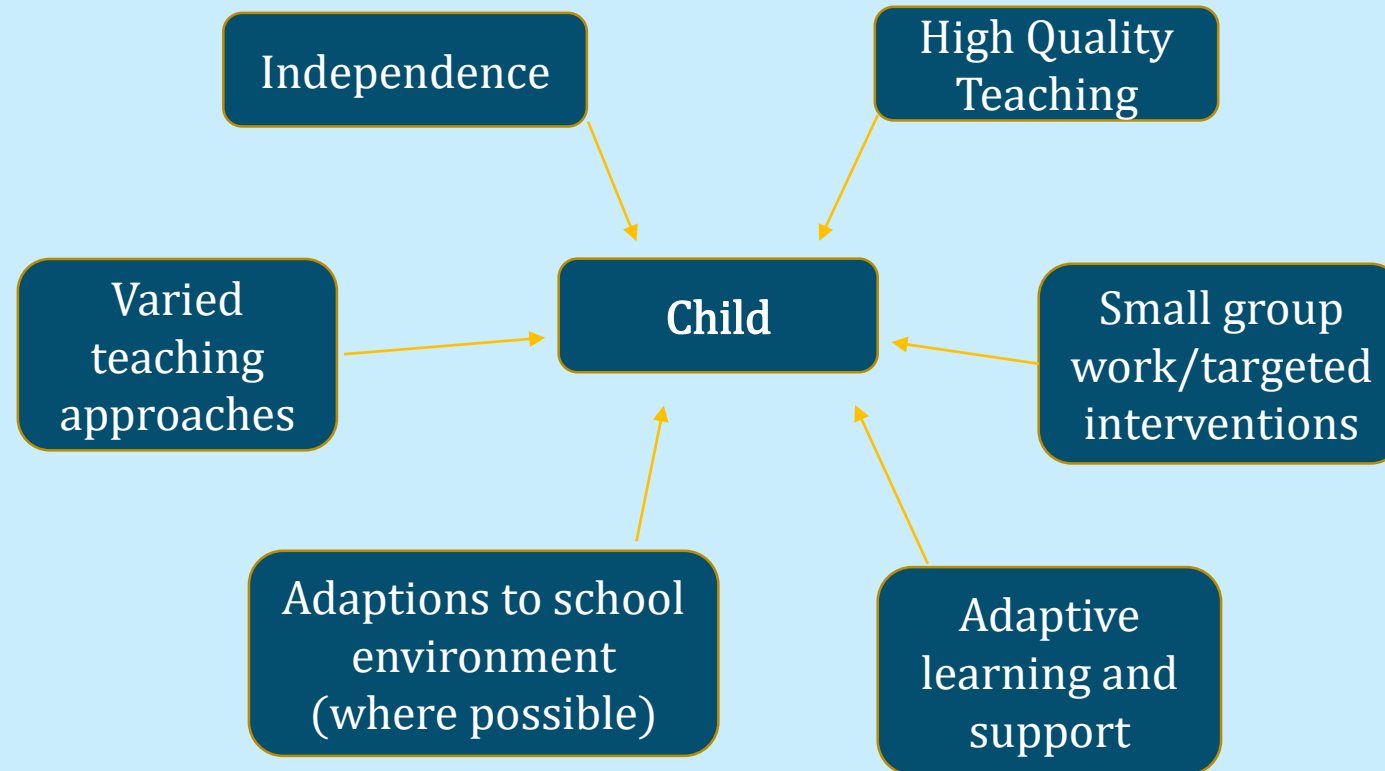 Independence
High Quality
Teaching
Varied
teaching
approaches
Child
Small group
work/targeted
interventions
Adaptions to school
environment
(where possible)
Adaptive
learning and
support